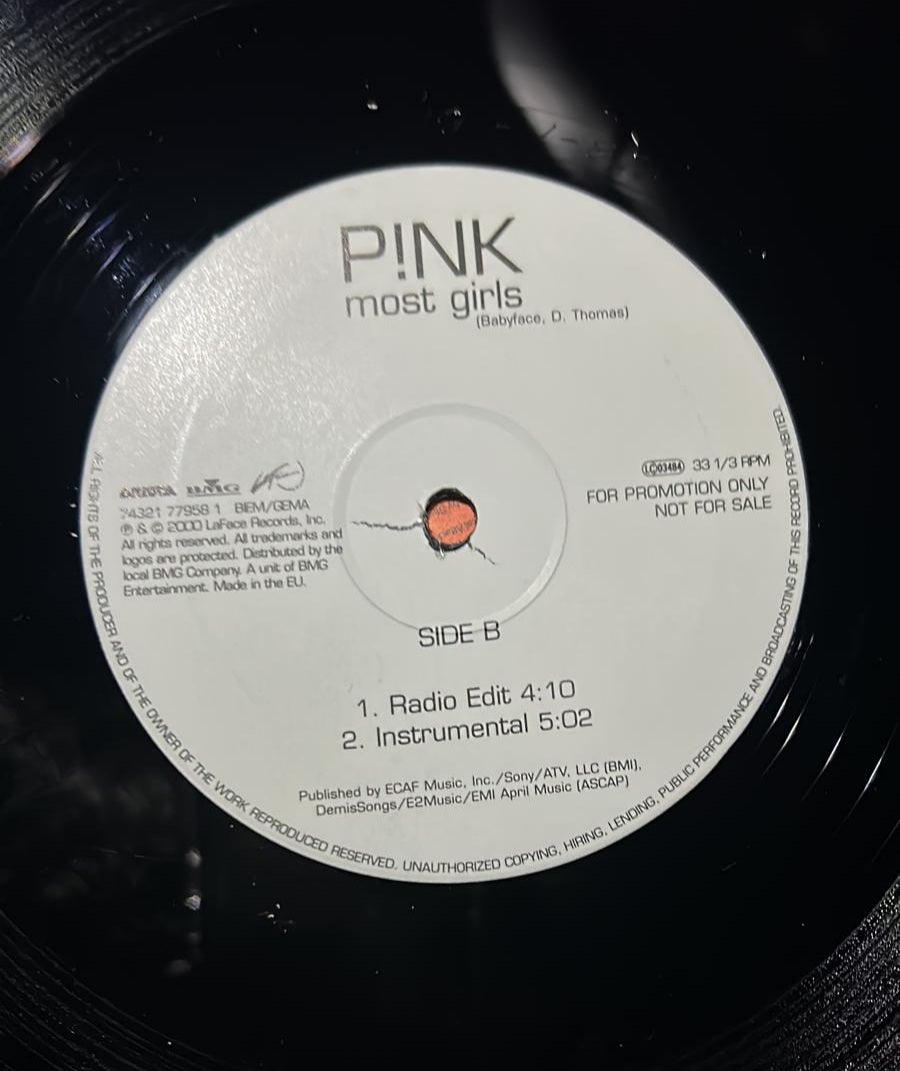 P!NK
most girls
(Babyface, D. Thomas)
ARISTA BMG
74321 77958 1 BIEM/GEMA
℗ & © 2000 LaFace Records, Inc.
All rights reserved. All trademarks and
logos are protected. Distributed by the
local BMG Company. A unit of BMG
Entertainment. Made in the EU.
LC 03484 33 1/3 RPM
FOR PROMOTION ONLY
NOT FOR SALE
SIDE B
1. Radio Edit 4:10
2. Instrumental 5:02
Published by ECAF Music, Inc./Sony/ATV, LLC (BMI),
DemisSongs/E2Music/EMI April Music (ASCAP)
ALL RIGHTS OF THE PRODUCER AND OF THE OWNER OF THE WORK REPRODUCED RESERVED. UNAUTHORIZED COPYING, HIRING, LENDING, PUBLIC PERFORMANCE AND BROADCASTING OF THIS RECORD PROHIBITED.